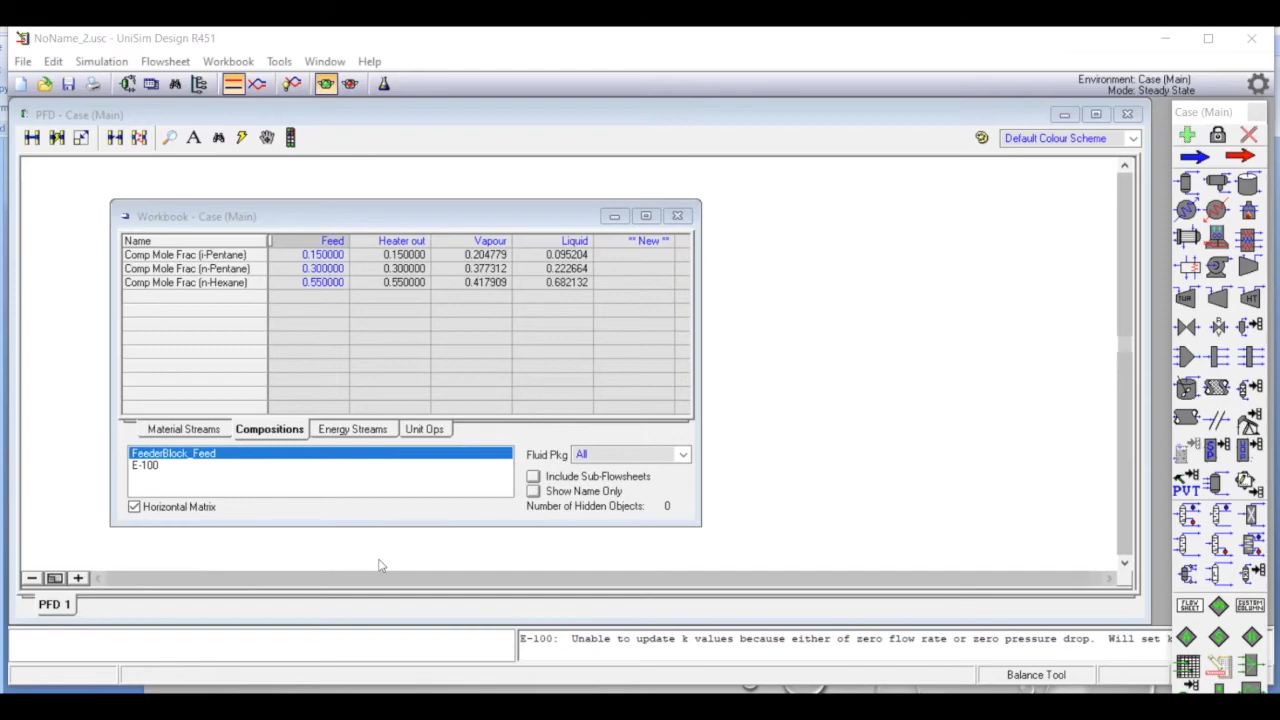 NoName_2.usc - UniSim Design R451
File Edit Simulation Flowsheet Workbook Tools Window Help
Environment: Case (Main)
Mode: Steady State
PFD - Case (Main)
Case (Main)
A
Default Colour Scheme
Workbook - Case (Main)
Name Feed Heater out Vapour Liquid ** New **
Comp Mole Frac (i-Pentane) 0.150000 0.150000 0.204779 0.095204
Comp Mole Frac (n-Pentane) 0.300000 0.300000 0.377312 0.222664
Comp Mole Frac (n-Hexane) 0.550000 0.550000 0.417909 0.682132
Material Streams Compositions Energy Streams Unit Ops
FeederBlock_Feed
E-100
Fluid Pkg All
Include Sub-Flowsheets
Show Name Only
Number of Hidden Objects: 0
Horizontal Matrix
PVT
PFD 1
FLOW SHEET
CUSTOM COLUMN
E-100: Unable to update k values because either of zero flow rate or zero pressure drop. Will set k
Balance Tool